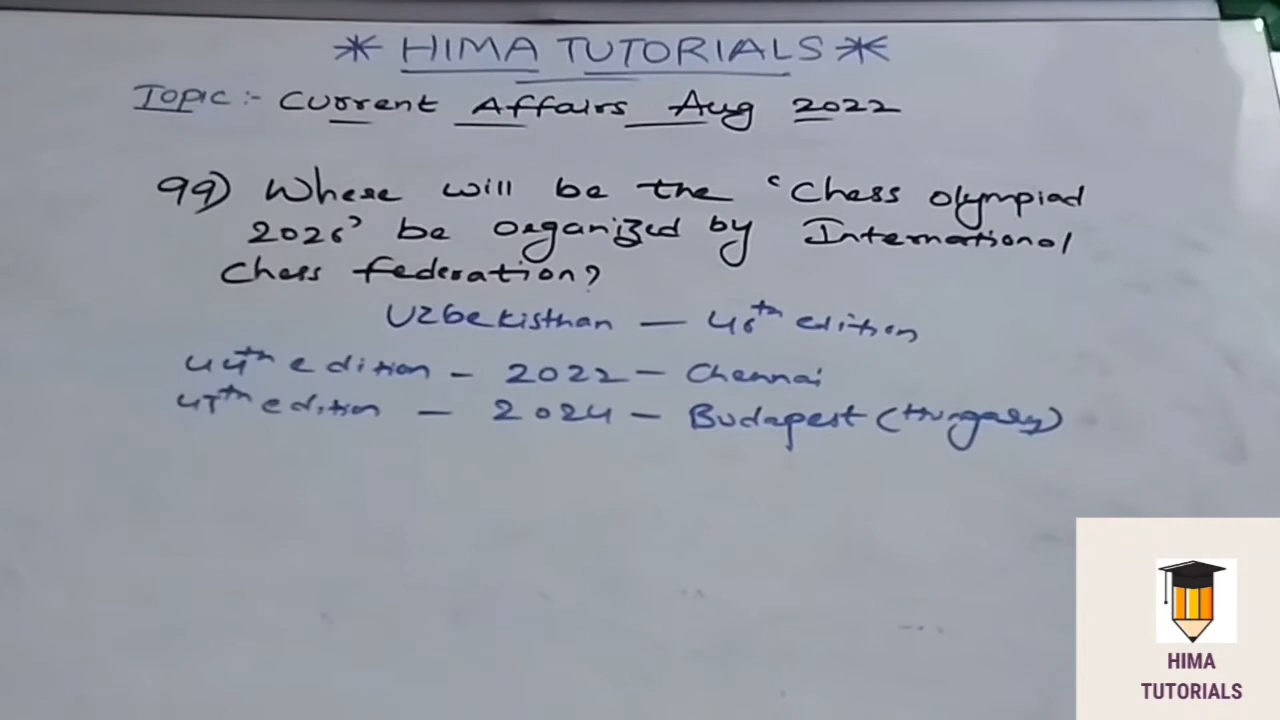 * HIMA TUTORIALS *
Topic:- Current Affairs Aug 2022
99) Where will be the 'Chess Olympiad
2026' be organized by International
Chess federation?
Uzbekisthan - 46th edition
44th edition - 2022 - Chennai
45th edition - 2024 - Budapest (Hungary)
HIMA
TUTORIALS